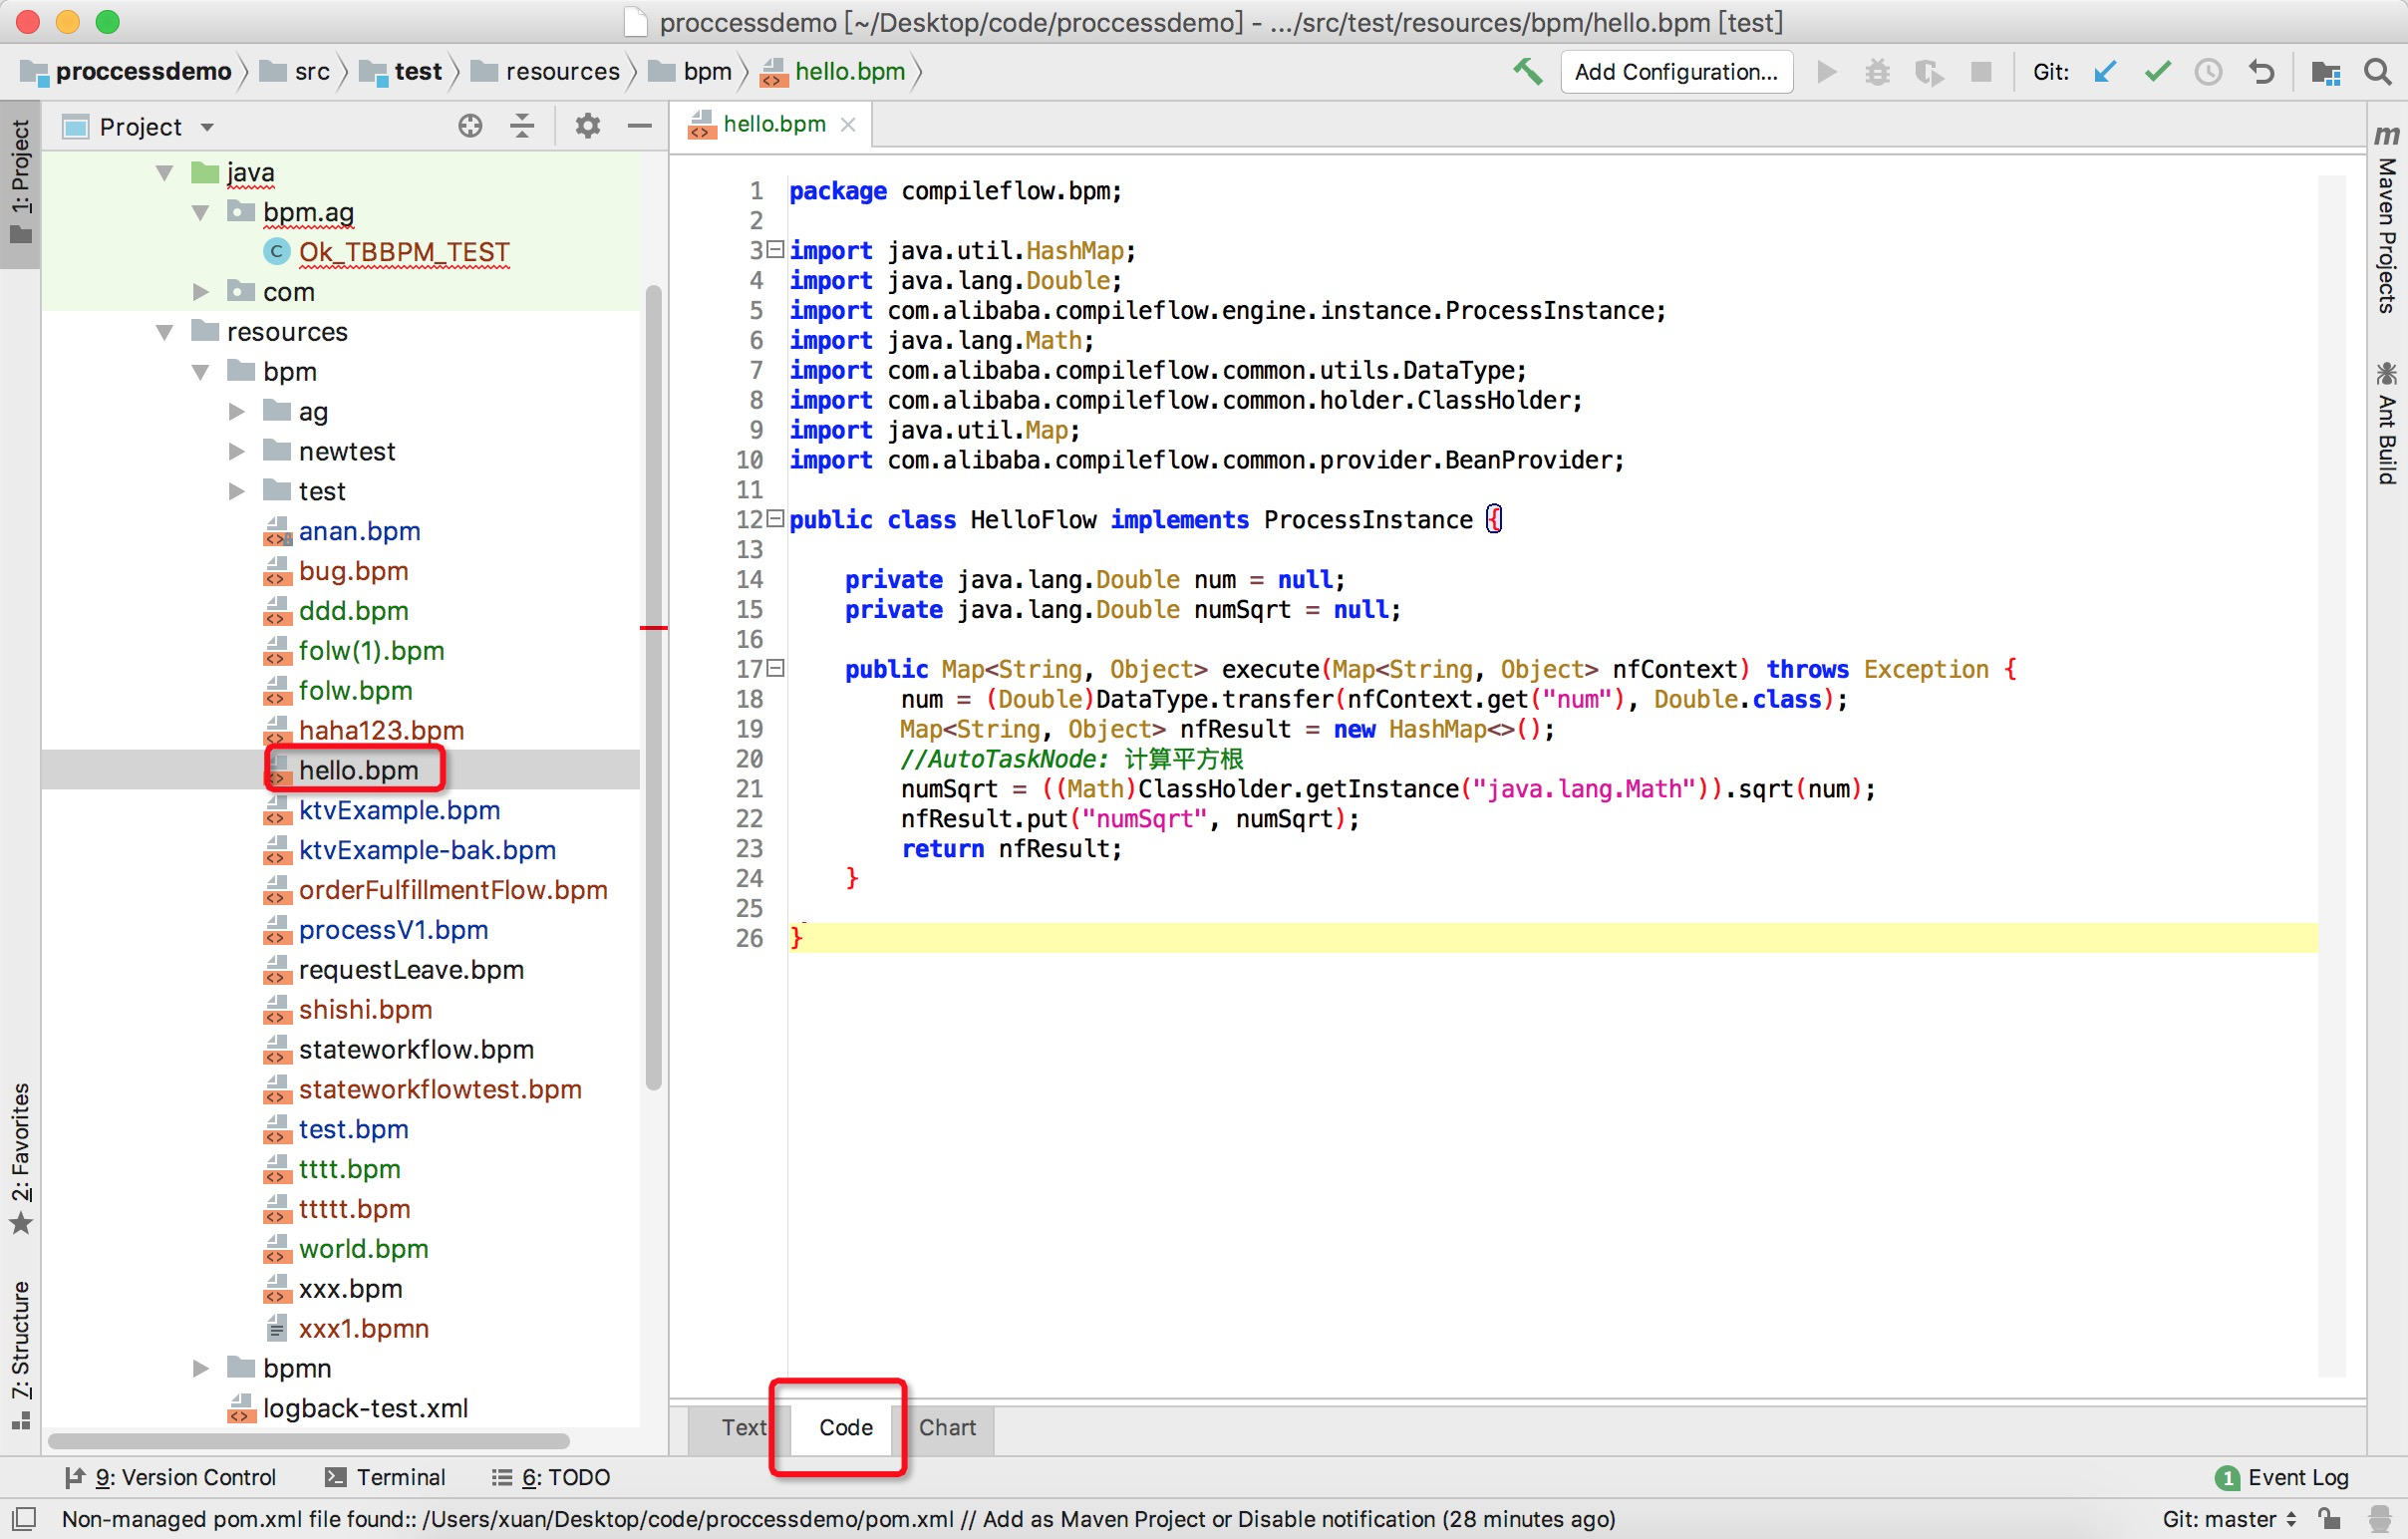 proccessdemo [~/Desktop/code/proccessdemo] - .../src/test/resources/bpm/hello.bpm [test]
proccessdemo src test resources bpm hello.bpm Add Configuration... Git:
1: Project
Project
java
bpm.ag
C Ok_TBBPM_TEST
com
resources
bpm
ag
newtest
test
anan.bpm
bug.bpm
ddd.bpm
folw(1).bpm
folw.bpm
haha123.bpm
hello.bpm
ktvExample.bpm
ktvExample-bak.bpm
orderFulfillmentFlow.bpm
processV1.bpm
requestLeave.bpm
shishi.bpm
stateworkflow.bpm
stateworkflowtest.bpm
test.bpm
tttt.bpm
ttttt.bpm
world.bpm
xxx.bpm
xxx1.bpmn
bpmn
logback-test.xml
2: Favorites
7: Structure
hello.bpm
1 package compileflow.bpm;
2
3 import java.util.HashMap;
4 import java.lang.Double;
5 import com.alibaba.compileflow.engine.instance.ProcessInstance;
6 import java.lang.Math;
7 import com.alibaba.compileflow.common.utils.DataType;
8 import com.alibaba.compileflow.common.holder.ClassHolder;
9 import java.util.Map;
10 import com.alibaba.compileflow.common.provider.BeanProvider;
11
12 public class HelloFlow implements ProcessInstance {
13
14     private java.lang.Double num = null;
15     private java.lang.Double numSqrt = null;
16
17     public Map<String, Object> execute(Map<String, Object> nfContext) throws Exception {
18         num = (Double)DataType.transfer(nfContext.get("num"), Double.class);
19         Map<String, Object> nfResult = new HashMap<>();
20         //AutoTaskNode: 计算平方根
21         numSqrt = ((Math)ClassHolder.getInstance("java.lang.Math")).sqrt(num);
22         nfResult.put("numSqrt", numSqrt);
23         return nfResult;
24     }
25
26 }
Text Code Chart
m Maven Projects
Ant Build
9: Version Control Terminal 6: TODO 1 Event Log
Non-managed pom.xml file found:: /Users/xuan/Desktop/code/proccessdemo/pom.xml // Add as Maven Project or Disable notification (28 minutes ago) Git: master